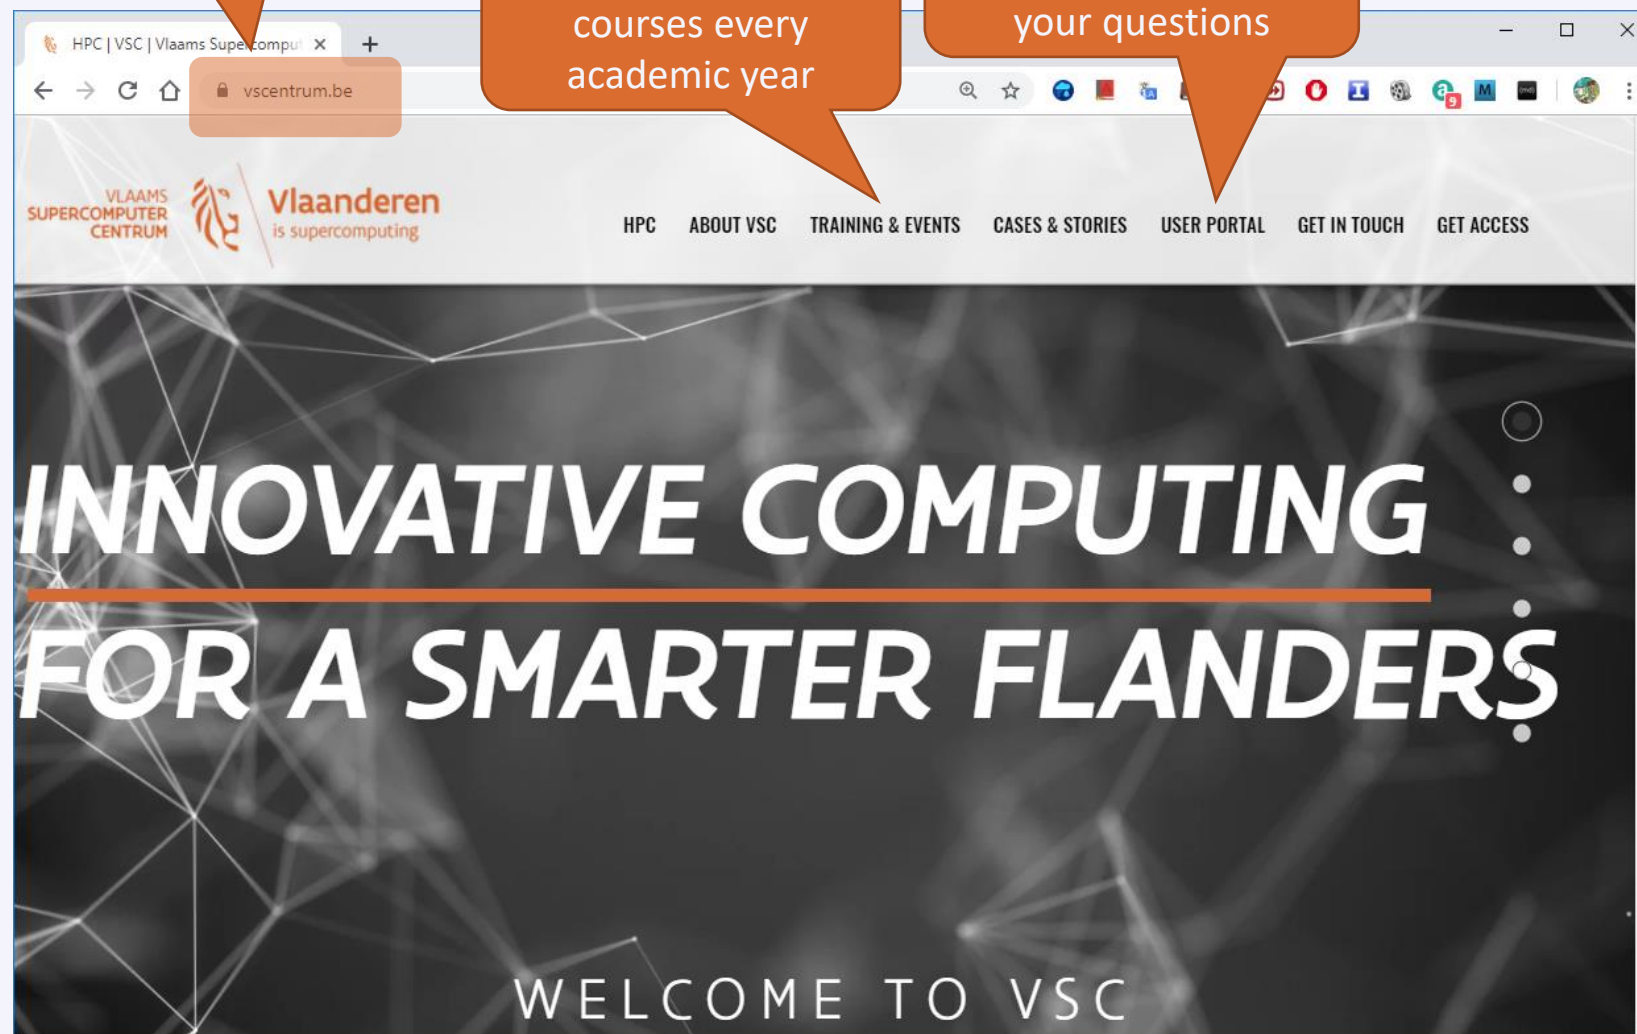 courses every
academic year
your questions
HPC | VSC | Vlaams Supercomput
vscentrum.be
VLAAMS
SUPERCOMPUTER
CENTRUM
Vlaanderen
is supercomputing
HPC ABOUT VSC TRAINING & EVENTS CASES & STORIES USER PORTAL GET IN TOUCH GET ACCESS
INNOVATIVE COMPUTING
FOR A SMARTER FLANDERS
WELCOME TO VSC